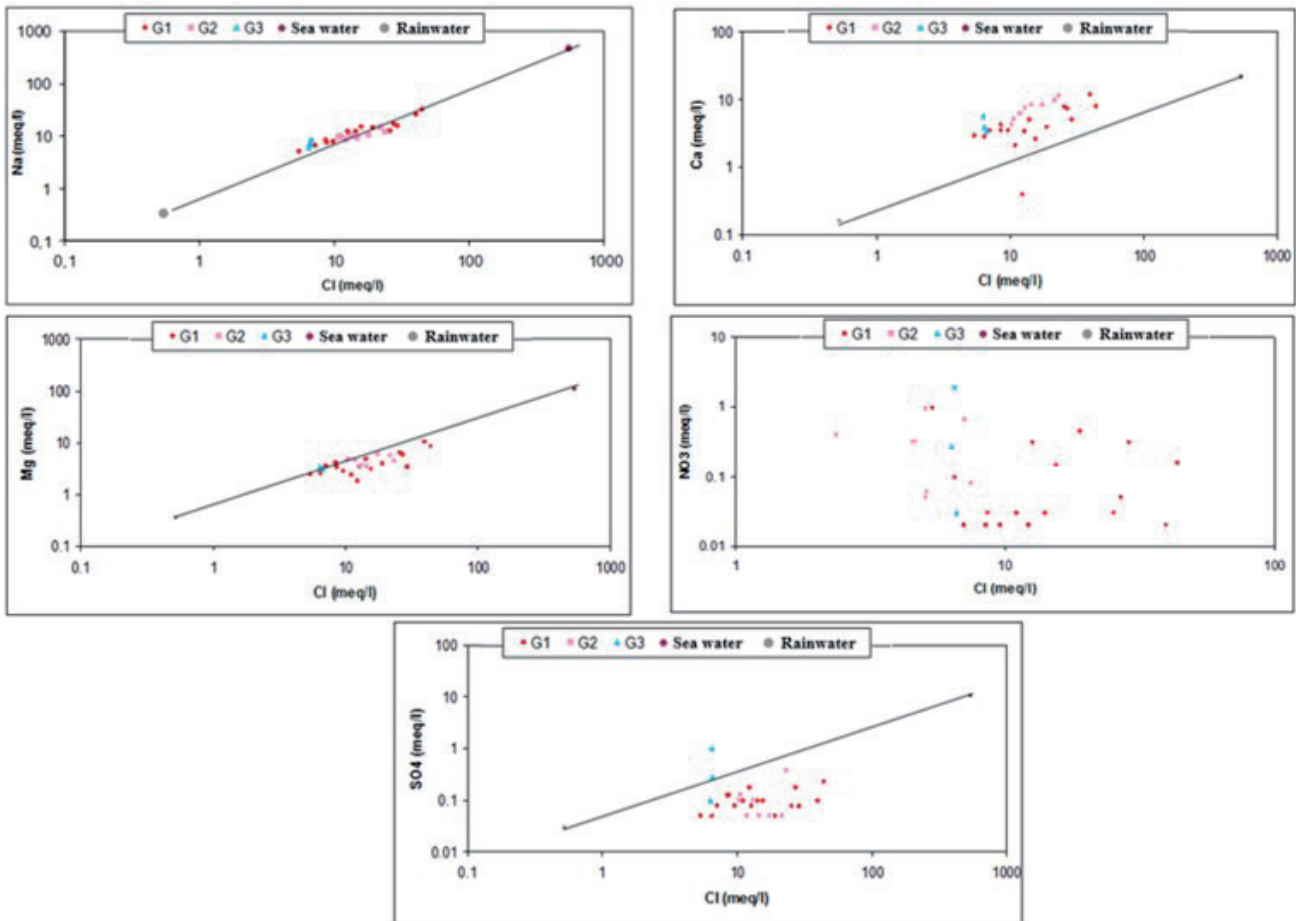 G1 G2 G3 Sea water Rainwater
1000
100
10
1
0,1
Na (meq/l)
0,1 1 10 100 1000
Cl (meq/l)
G1 G2 G3 Sea water Rainwater
100
10
1
0.1
Ca (meq/l)
0.1 1 10 100 1000
Cl (meq/l)
G1 G2 G3 Sea water Rainwater
1000
100
10
1
0.1
Mg (meq/l)
0.1 1 10 100 1000
Cl (meq/l)
G1 G2 G3 Sea water Rainwater
10
1
0.1
0.01
NO3 (meq/l)
1 10 100
Cl (meq/l)
G1 G2 G3 Sea water Rainwater
100
10
1
0.1
0.01
SO4 (meq/l)
0.1 1 10 100 1000
Cl (meq/l)